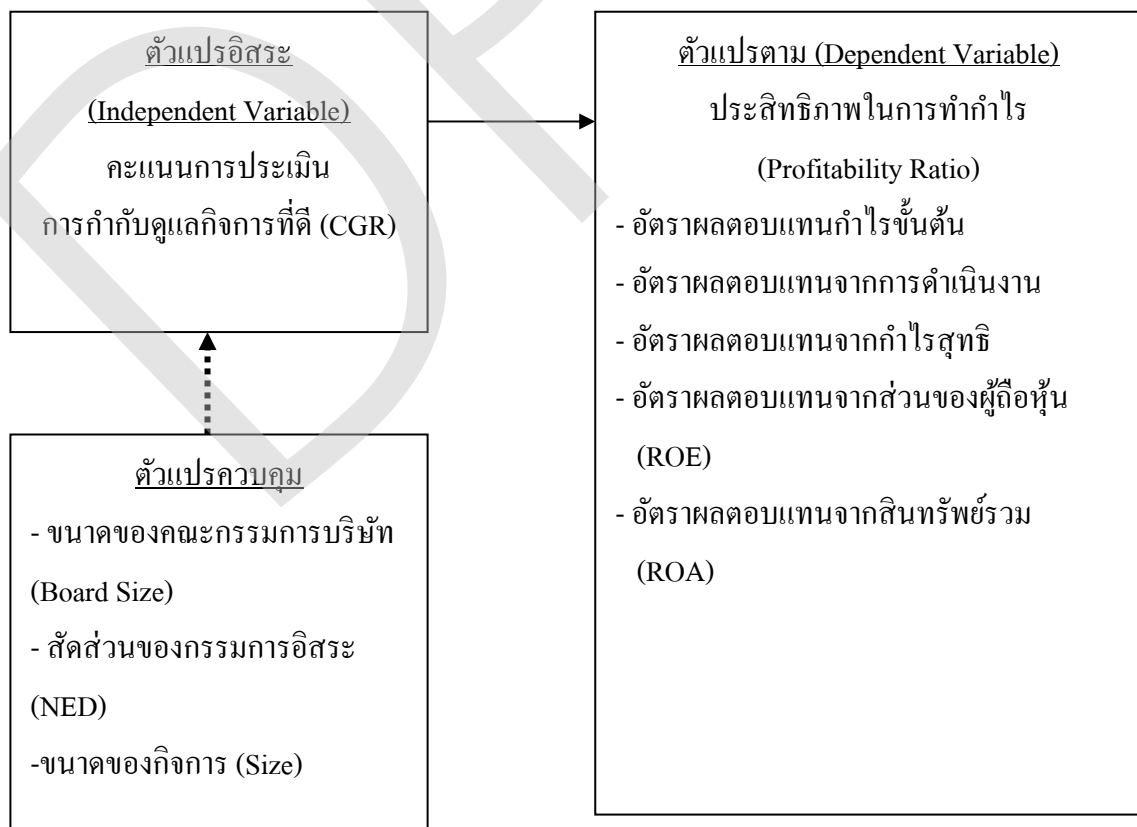 ตัวแปรอิสระ
(Independent Variable)
คะแนนการประเมิน
การกำกับดูแลกิจการที่ดี (CGR)
ตัวแปรตาม (Dependent Variable)
ประสิทธิภาพในการทำกำไร
(Profitability Ratio)
- อัตราผลตอบแทนกำไรขั้นต้น
- อัตราผลตอบแทนจากการดำเนินงาน
- อัตราผลตอบแทนจากกำไรสุทธิ
- อัตราผลตอบแทนจากส่วนของผู้ถือหุ้น
(ROE)
- อัตราผลตอบแทนจากสินทรัพย์รวม
(ROA)
ตัวแปรควบคุม
- ขนาดของคณะกรรมการบริษัท
(Board Size)
- สัดส่วนของกรรมการอิสระ
(NED)
-ขนาดของกิจการ (Size)